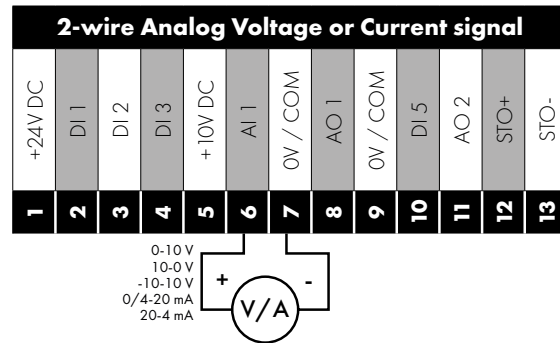 2-wire Analog Voltage or Current signal
+24V DC
DI 1
DI 2
DI 3
+10V DC
AI 1
0V / COM
AO 1
0V / COM
DI 5
AO 2
STO+
STO-
1 2 3 4 5 6 7 8 9 10 11 12 13
0-10 V
10-0 V
-10-10 V
0/4-20 mA
20-4 mA
+ -
V/A